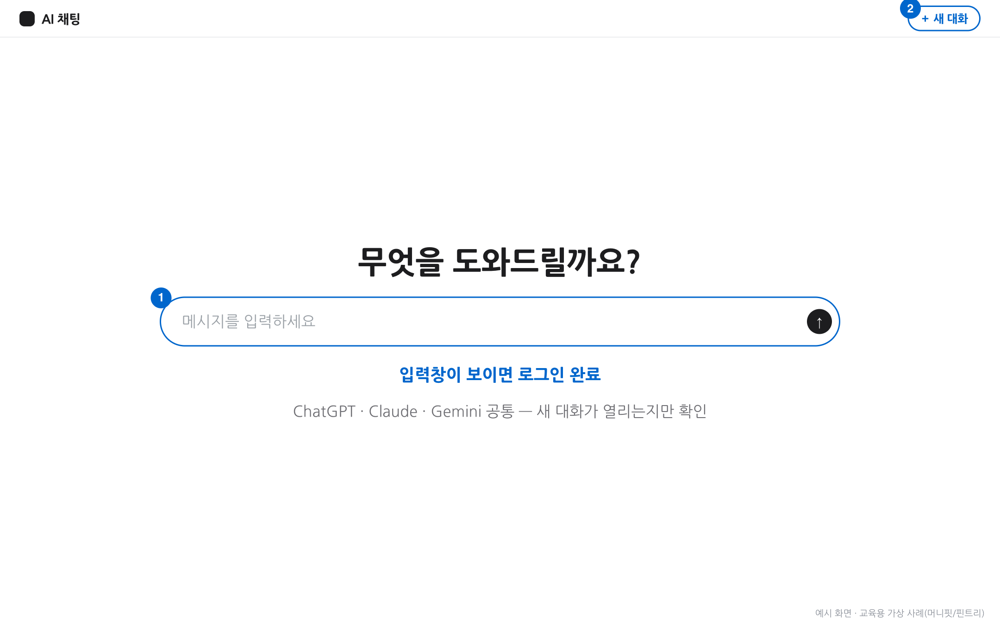 AI 채팅
2
+ 새 대화
무엇을 도와드릴까요?
1
메시지를 입력하세요
↑
입력창이 보이면 로그인 완료
ChatGPT · Claude · Gemini 공통 — 새 대화가 열리는지만 확인
예시 화면 · 교육용 가상 사례(머니핏/핀트리)